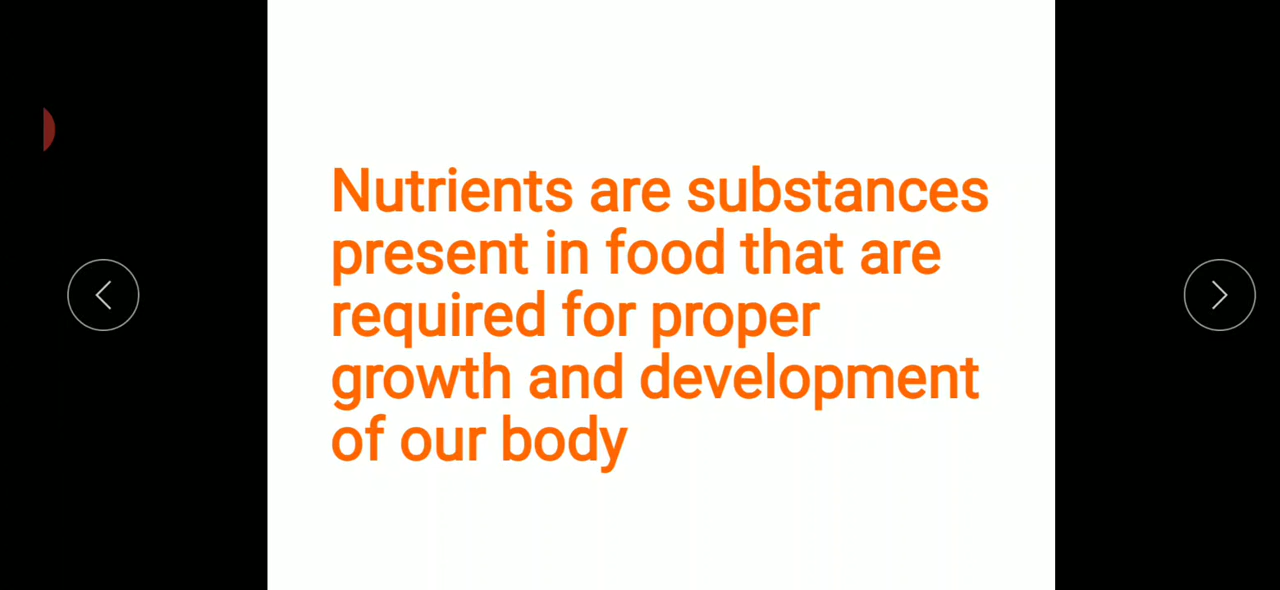 Nutrients are substances
present in food that are
required for proper
growth and development
of our body